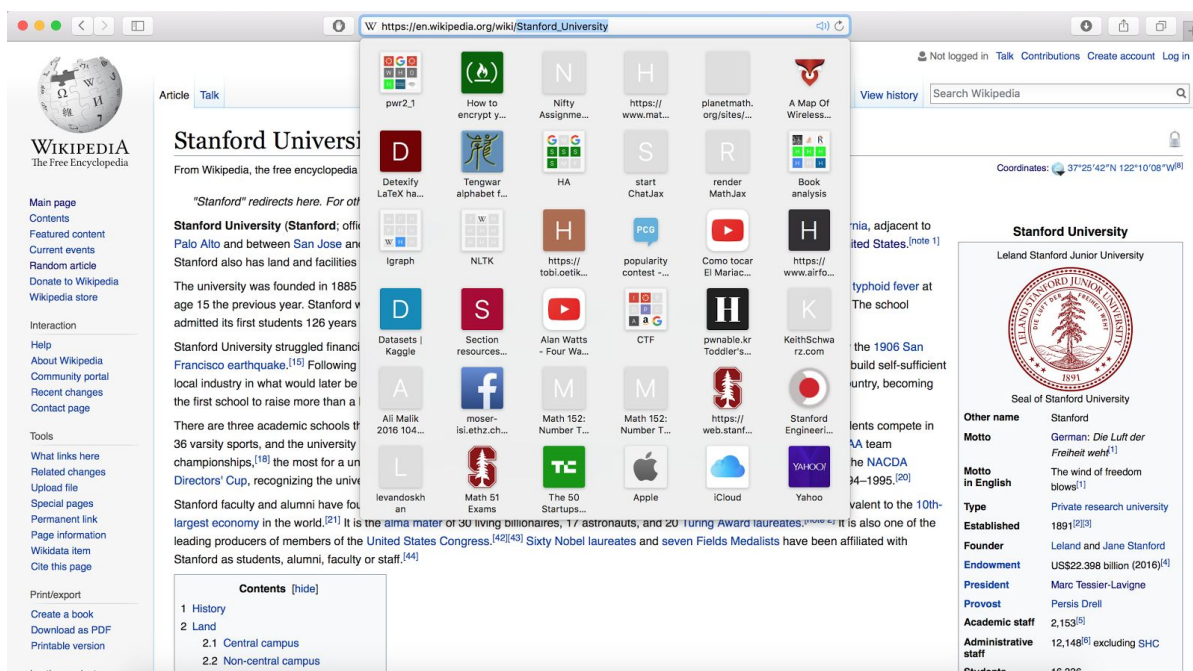 W https://en.wikipedia.org/wiki/Stanford_University
WIKIPEDIA
The Free Encyclopedia
Main page
Contents
Featured content
Current events
Random article
Donate to Wikipedia
Wikipedia store
Interaction
Help
About Wikipedia
Community portal
Recent changes
Contact page
Tools
What links here
Related changes
Upload file
Special pages
Permanent link
Page information
Wikidata item
Cite this page
Print/export
Create a book
Download as PDF
Printable version
Not logged in Talk Contributions Create account Log in
Article Talk
View history
Search Wikipedia
Stanford Universi
From Wikipedia, the free encyclopedia
Coordinates: 37°25′42″N 122°10′08″W[8]
"Stanford" redirects here. For oth
Stanford University (Stanford; offi
rnia, adjacent to
Palo Alto and between San Jose an
ited States.[note 1]
Stanford also has land and facilities
The university was founded in 1885
typhoid fever at
age 15 the previous year. Stanford w
The school
admitted its first students 126 years
Stanford University struggled financi
the 1906 San
Francisco earthquake.[15] Following
build self-sufficient
local industry in what would later be
untry, becoming
the first school to raise more than a
There are three academic schools th
ents compete in
36 varsity sports, and the university
AA team
championships,[18] the most for a un
he NACDA
Directors' Cup, recognizing the unive
94–1995.[20]
Stanford faculty and alumni have fou
valent to the 10th-
largest economy in the world.[21] It is the alma mater of 30 living billionaires, 17 astronauts, and 20 Turing Award laureates.[note 2] It is also one of the
leading producers of members of the United States Congress.[42][43] Sixty Nobel laureates and seven Fields Medalists have been affiliated with
Stanford as students, alumni, faculty or staff.[44]
Contents [hide]
1 History
2 Land
2.1 Central campus
2.2 Non-central campus
pwr2_1
How to
encrypt y...
N
Nifty
Assignme...
H
https://
www.mat...
planetmath.
org/sites/...
A Map Of
Wireless...
D
Detexify
LaTeX ha...
Tengwar
alphabet f...
HA
S
start
ChatJax
R
render
MathJax
Book
analysis
Igraph
NLTK
H
https://
tobi.oetik...
PCG
popularity
contest -...
Como tocar
El Mariac...
H
https://
www.airfo...
D
Datasets |
Kaggle
S
Section
resources...
Alan Watts
- Four Wa...
CTF
H
pwnable.kr
Toddler's...
K
KeithSchwa
rz.com
A
Ali Malik
2016 104...
f
moser-
isi.ethz.ch...
M
Math 152:
Number T...
M
Math 152:
Number T...
https://
web.stanf...
Stanford
Engineeri...
L
levandoskh
an
Math 51
Exams
TC
The 50
Startups...
Apple
iCloud
YAHOO!
Yahoo
Stanford University
Leland Stanford Junior University
LELAND STANFORD JUNIOR UNIVERSITY
DIE LUFT DER FREIHEIT WEHT
1891
Seal of Stanford University
Other name Stanford
Motto German: Die Luft der
Freiheit weht[1]
Motto The wind of freedom
in English blows[1]
Type Private research university
Established 1891[2][3]
Founder Leland and Jane Stanford
Endowment US$22.398 billion (2016)[4]
President Marc Tessier-Lavigne
Provost Persis Drell
Academic staff 2,153[5]
Administrative 12,148[6] excluding SHC
staff